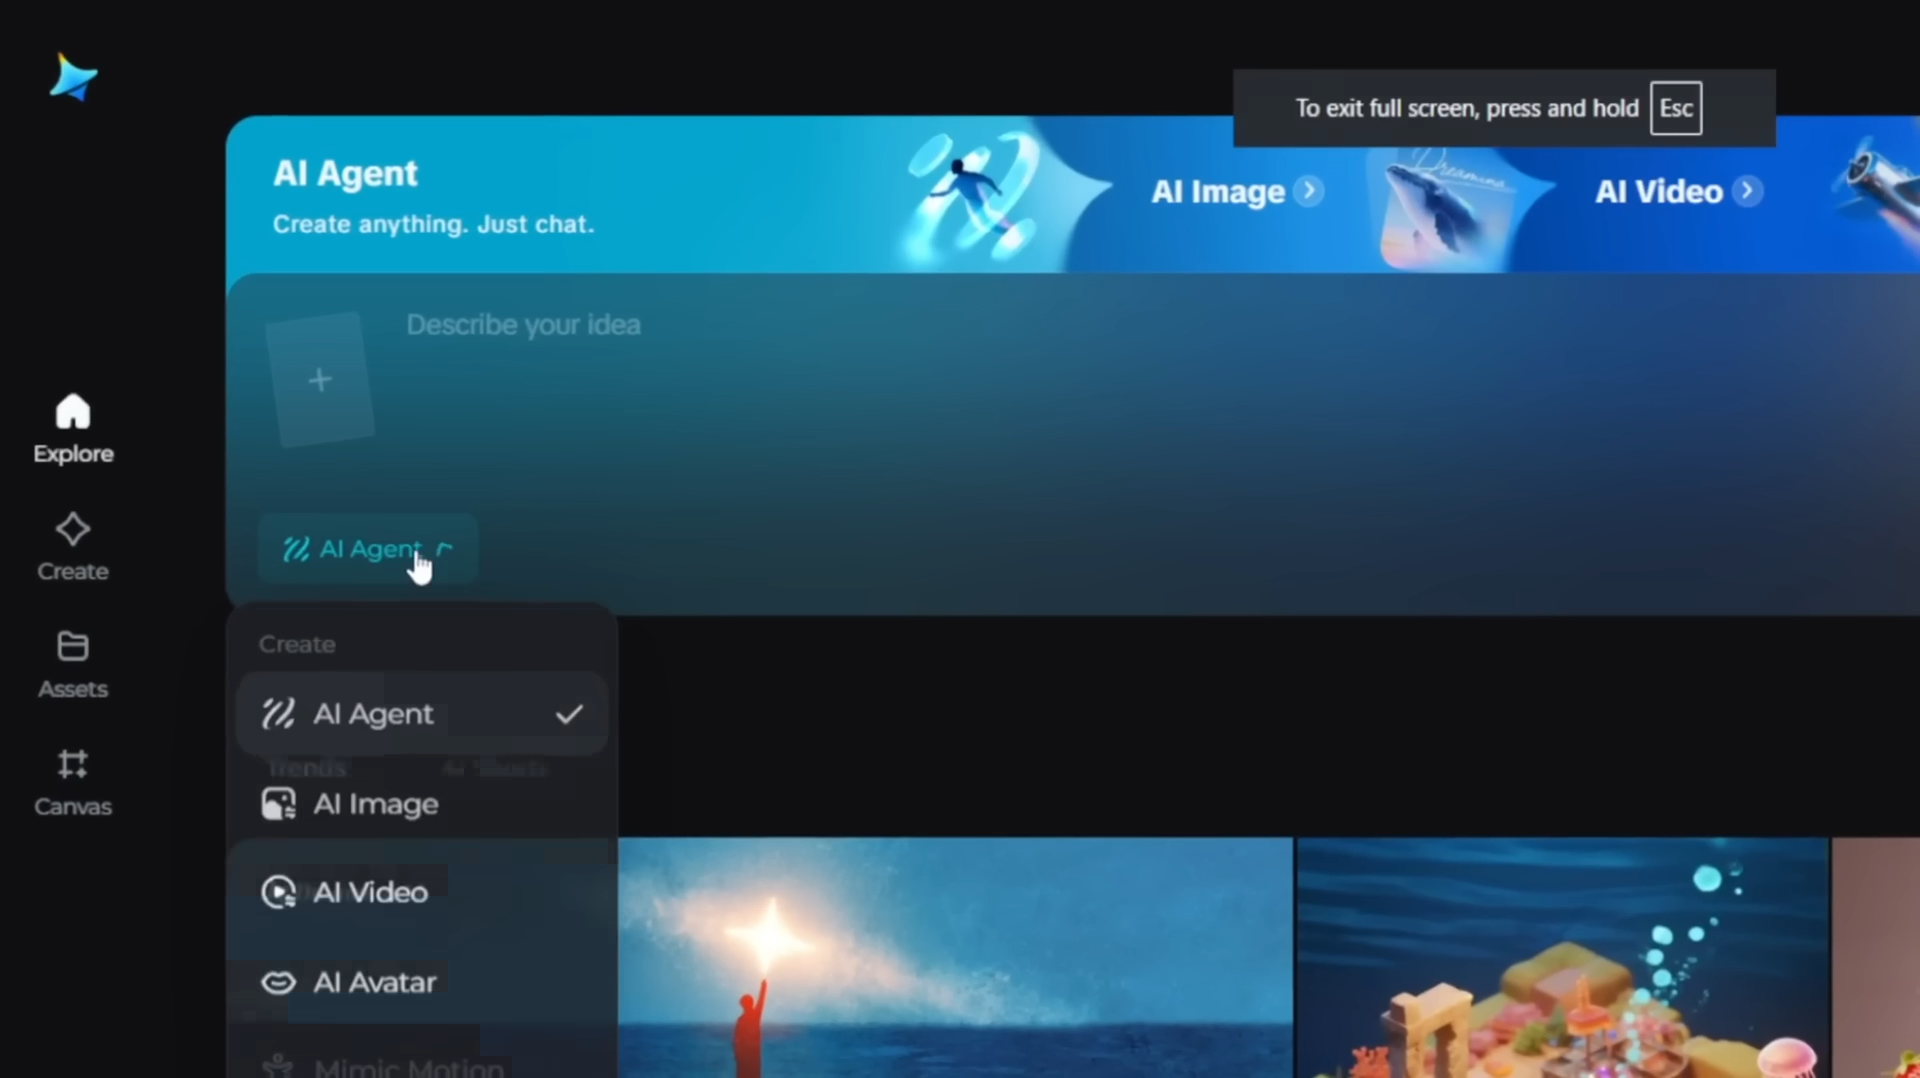 To exit full screen, press and hold Esc
AI Agent
Create anything. Just chat.
AI Image
Dreamina
AI Video
Describe your idea
Explore
Create
Assets
Canvas
AI Agent
Create
AI Agent
Trends
AI Image
AI Video
AI Avatar
Mimic Motion